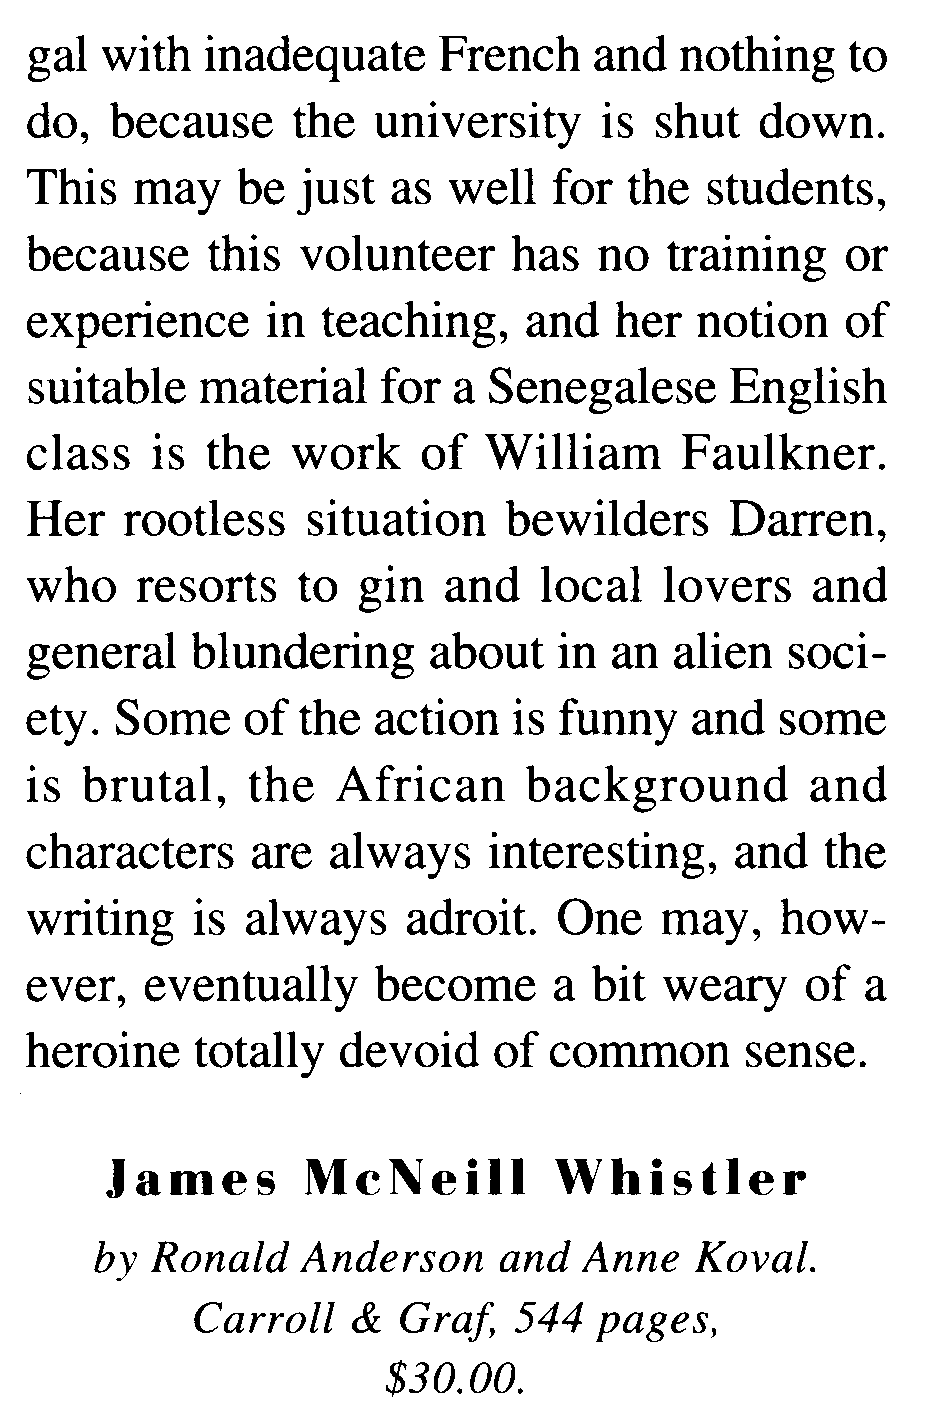 gal with inadequate French and nothing to
do, because the university is shut down.
This may be just as well for the students,
because this volunteer has no training or
experience in teaching, and her notion of
suitable material for a Senegalese English
class is the work of William Faulkner.
Her rootless situation bewilders Darren,
who resorts to gin and local lovers and
general blundering about in an alien soci-
ety. Some of the action is funny and some
is brutal, the African background and
characters are always interesting, and the
writing is always adroit. One may, how-
ever, eventually become a bit weary of a
heroine totally devoid of common sense.
James McNeill Whistler
by Ronald Anderson and Anne Koval.
Carroll & Graf, 544 pages,
$30.00.